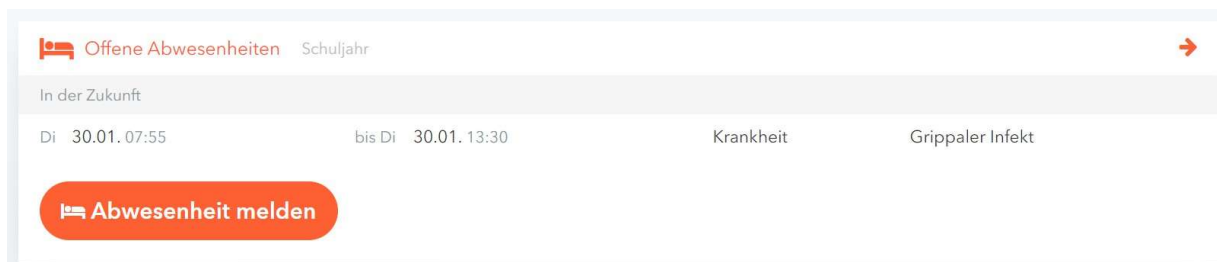 Offene Abwesenheiten Schuljahr
In der Zukunft
Di 30.01. 07:55 bis Di 30.01. 13:30 Krankheit Grippaler Infekt
Abwesenheit melden